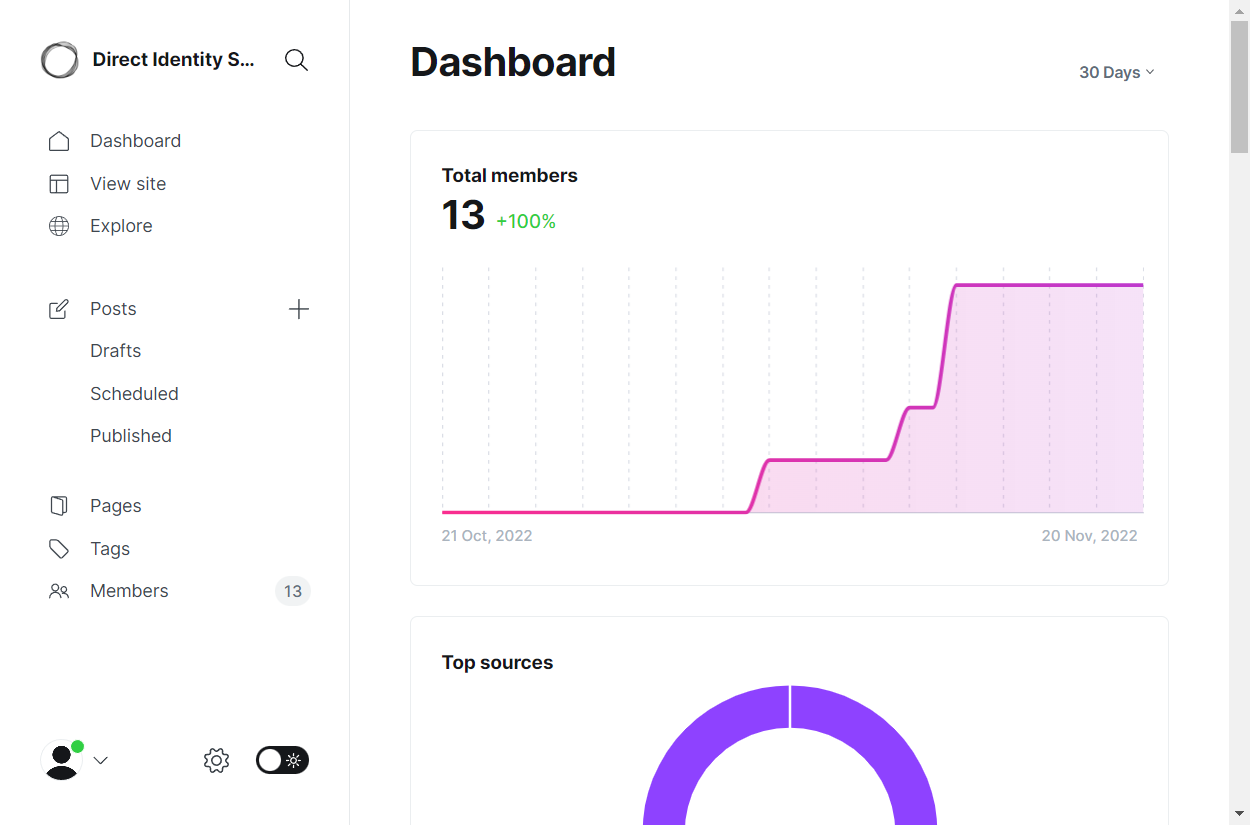 Direct Identity S...
Dashboard
View site
Explore
Posts
Drafts
Scheduled
Published
Pages
Tags
Members 13
Dashboard
30 Days
Total members
13 +100%
21 Oct, 2022 20 Nov, 2022
Top sources